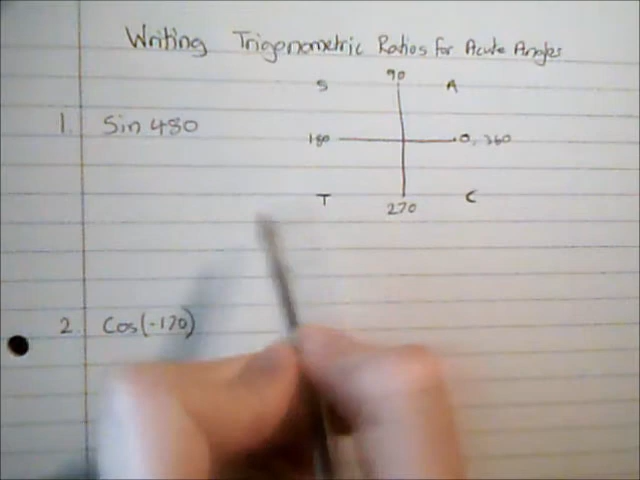 Writing Trigonometric Ratios for Acute Angles
90
S A
1. Sin 480
180 0, 360
T C
270
2. Cos(-170)